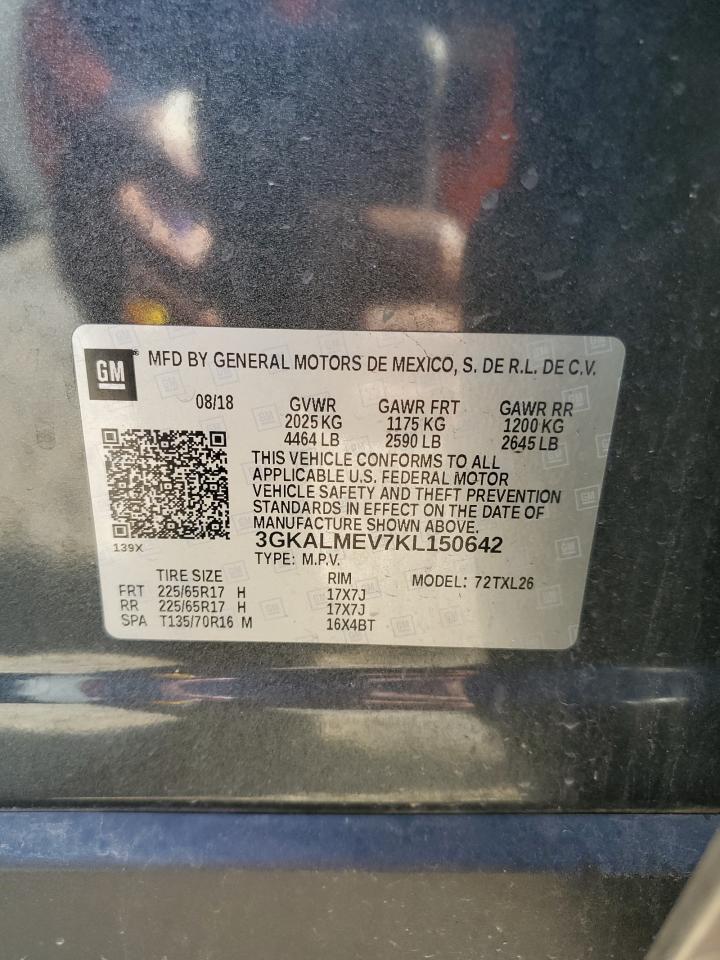 GM® MFD BY GENERAL MOTORS DE MEXICO, S. DE R.L. DE C.V.
08/18 GVWR GAWR FRT GAWR RR
2025 KG 1175 KG 1200 KG
4464 LB 2590 LB 2645 LB
THIS VEHICLE CONFORMS TO ALL
APPLICABLE U.S. FEDERAL MOTOR
VEHICLE SAFETY AND THEFT PREVENTION
STANDARDS IN EFFECT ON THE DATE OF
MANUFACTURE SHOWN ABOVE.
139X 3GKALMEV7KL150642
TYPE: M.P.V.
TIRE SIZE RIM MODEL: 72TXL26
FRT 225/65R17 H 17X7J
RR 225/65R17 H 17X7J
SPA T135/70R16 M 16X4BT